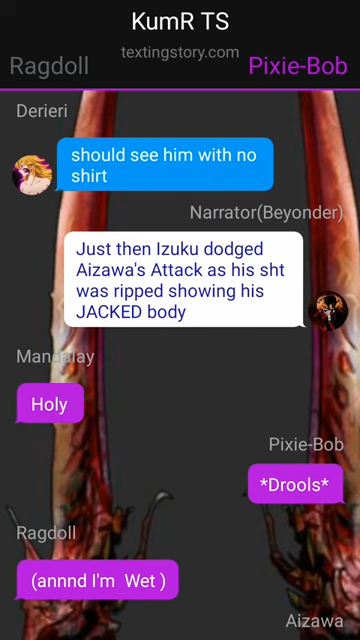 KumR TS
textingstory.com
Ragdoll
Pixie-Bob
Derieri
should see him with no
shirt
Narrator(Beyonder)
Just then Izuku dodged
Aizawa's Attack as his sht
was ripped showing his
JACKED body
Mandalay
Holy
Pixie-Bob
*Drools*
Ragdoll
(annnd I'm Wet )
Aizawa